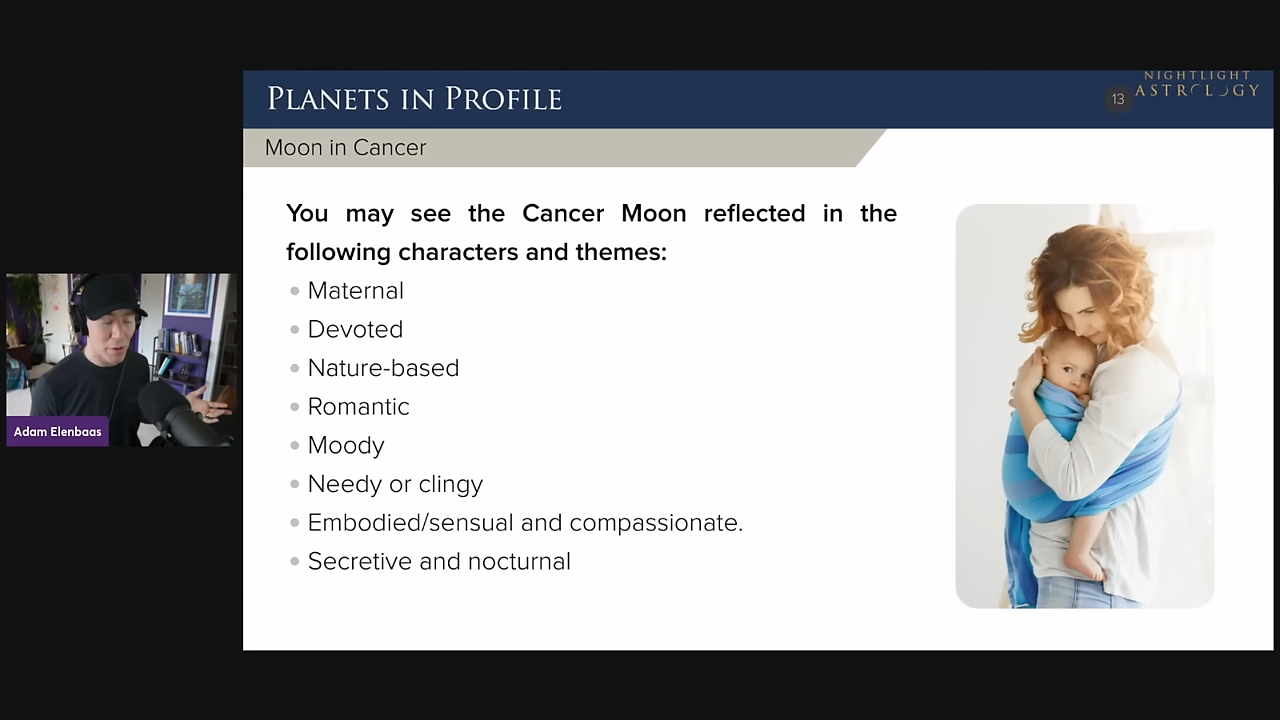 PLANETS IN PROFILE
13
NIGHTLIGHT
ASTROLOGY
Moon in Cancer
You may see the Cancer Moon reflected in the
following characters and themes:
Maternal
Devoted
Nature-based
Romantic
Moody
Needy or clingy
Embodied/sensual and compassionate.
Secretive and nocturnal
Adam Elenbaas